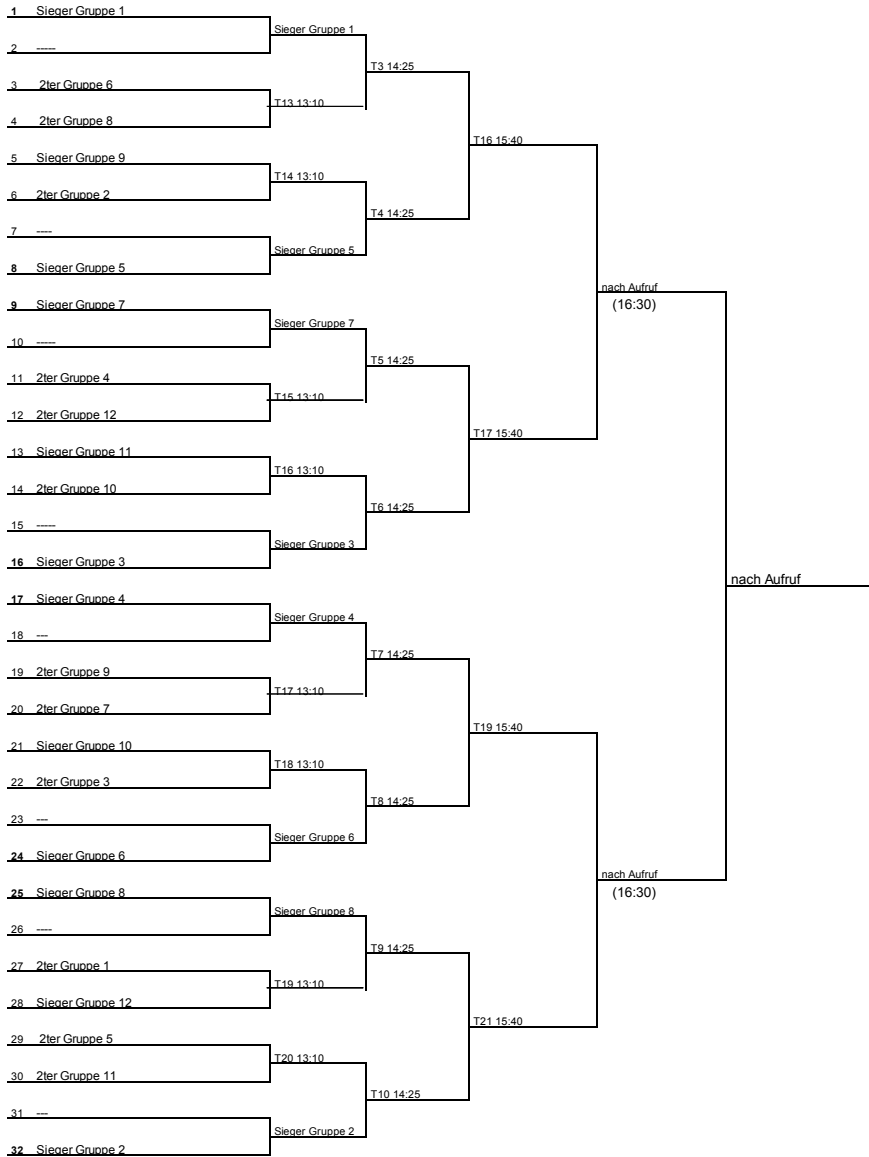 1 Sieger Gruppe 1
Sieger Gruppe 1
2 -----
T3 14:25
3 2ter Gruppe 6
T13 13:10
4 2ter Gruppe 8
T16 15:40
5 Sieger Gruppe 9
T14 13:10
6 2ter Gruppe 2
T4 14:25
7 ----
Sieger Gruppe 5
8 Sieger Gruppe 5
nach Aufruf
(16:30)
9 Sieger Gruppe 7
Sieger Gruppe 7
10 -----
T5 14:25
11 2ter Gruppe 4
T15 13:10
12 2ter Gruppe 12
T17 15:40
13 Sieger Gruppe 11
T16 13:10
14 2ter Gruppe 10
T6 14:25
15 -----
Sieger Gruppe 3
16 Sieger Gruppe 3
nach Aufruf
17 Sieger Gruppe 4
Sieger Gruppe 4
18 ---
T7 14:25
19 2ter Gruppe 9
T17 13:10
20 2ter Gruppe 7
T19 15:40
21 Sieger Gruppe 10
T18 13:10
22 2ter Gruppe 3
T8 14:25
23 ---
Sieger Gruppe 6
24 Sieger Gruppe 6
nach Aufruf
(16:30)
25 Sieger Gruppe 8
Sieger Gruppe 8
26 ----
T9 14:25
27 2ter Gruppe 1
T19 13:10
28 Sieger Gruppe 12
T21 15:40
29 2ter Gruppe 5
T20 13:10
30 2ter Gruppe 11
T10 14:25
31 ---
Sieger Gruppe 2
32 Sieger Gruppe 2